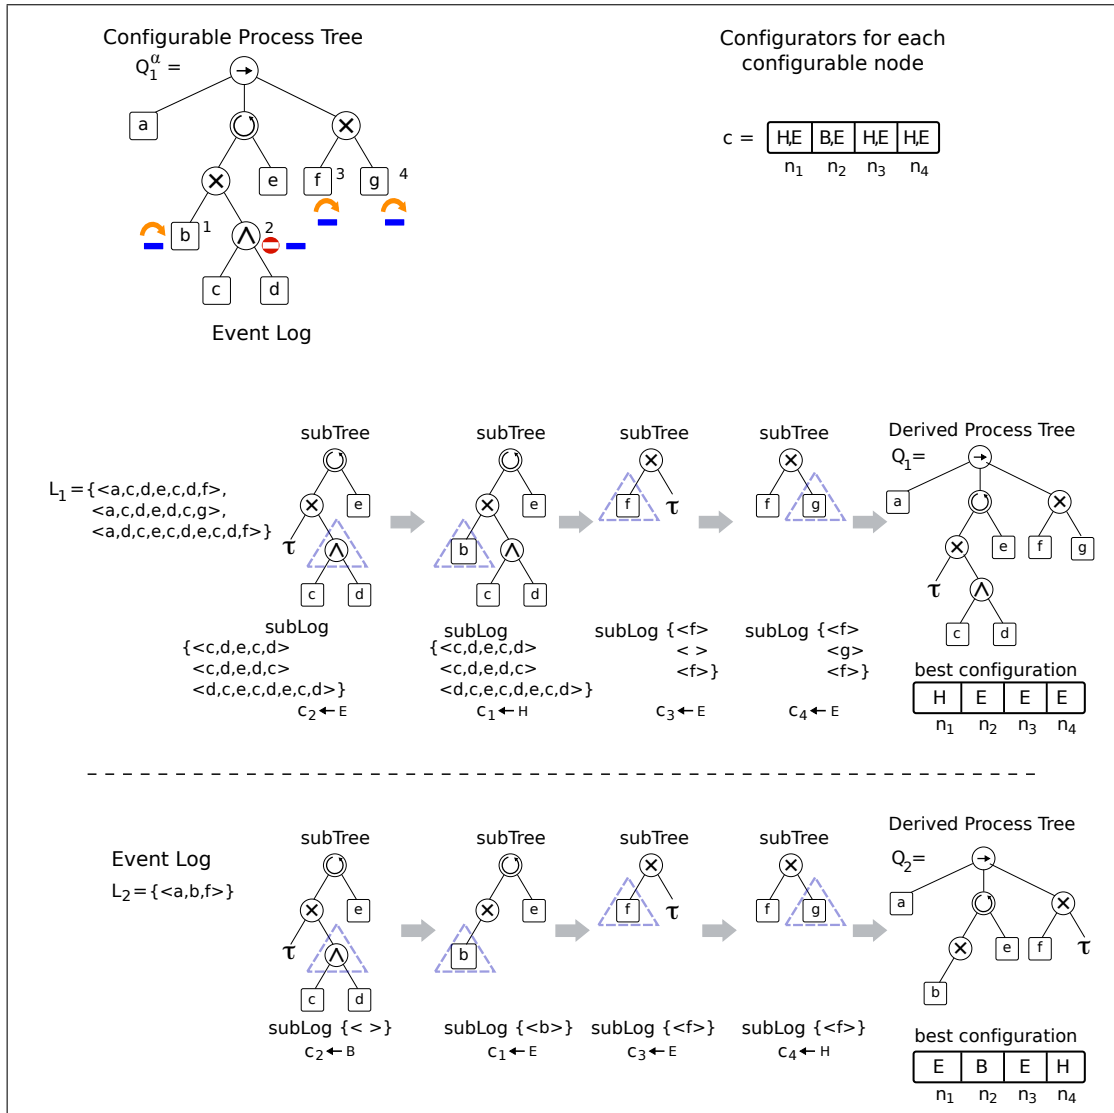 Configurable Process Tree
Q₁^α =
→
a
×
e
×
f 3
g 4
b 1
∧ 2
c
d
Configurators for each
configurable node
c = H,E B,E H,E H,E
n₁ n₂ n₃ n₄
Event Log
L₁={<a,c,d,e,c,d,f>,
<a,c,d,e,d,c,g>,
<a,d,c,e,c,d,e,c,d,f>}
subTree
× e
τ ∧
c d
subLog
{<c,d,e,c,d>
<c,d,e,d,c>
<d,c,e,c,d,e,c,d>}
c₂←E
subTree
× e
b ∧
c d
subLog
{<c,d,e,c,d>
<c,d,e,d,c>
<d,c,e,c,d,e,c,d>}
c₁←H
subTree
×
f τ
subLog {<f>
< >
<f>}
c₃←E
subTree
×
f g
subLog {<f>
<g>
<f>}
c₄←E
Derived Process Tree
Q₁=
→
a ×
× e f g
τ ∧
c d
best configuration
H E E E
n₁ n₂ n₃ n₄
Event Log
L₂={<a,b,f>}
subTree
× e
τ ∧
c d
subLog {< >}
c₂←B
subTree
× e
b
subLog {<b>}
c₁←E
subTree
×
f τ
subLog {<f>}
c₃←E
subTree
×
f g
subLog {<f>}
c₄←H
Derived Process Tree
Q₂=
→
a ×
× e f τ
b
best configuration
E B E H
n₁ n₂ n₃ n₄